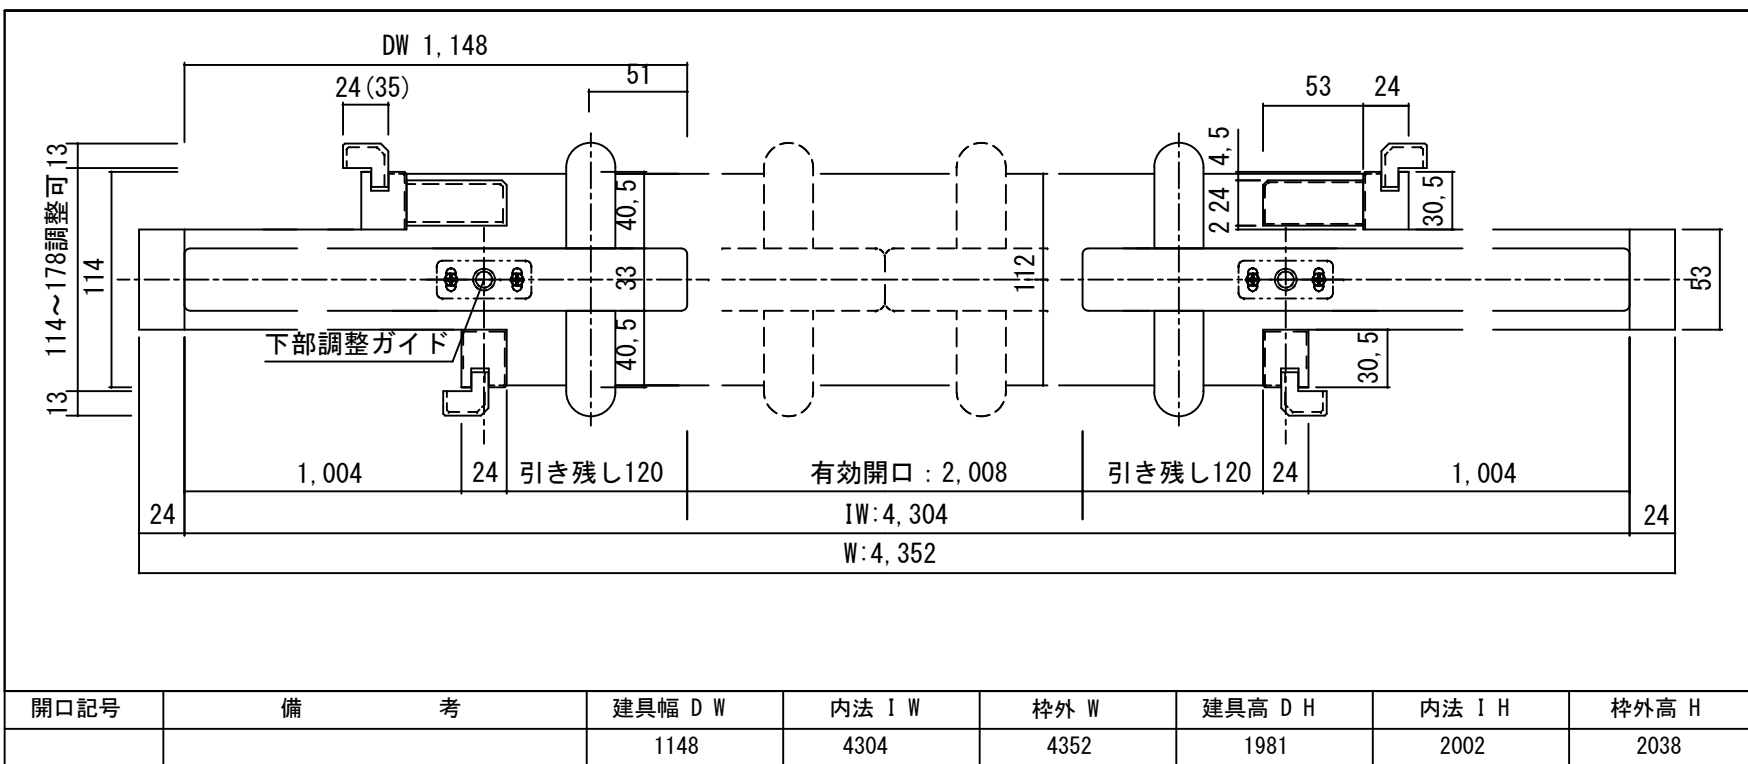 DW 1,148
51
24(35)
53
24
13
114～178調整可
114
13
40,5
33
40,5
112
4,5
24
2
30,5
30,5
53
下部調整ガイド
1,004
24
引き残し120
有効開口：2,008
引き残し120
24
1,004
24
IW:4,304
24
W:4,352
開口記号 備 考 建具幅 D W 内法 I W 枠外 W 建具高 D H 内法 I H 枠外高 H
1148 4304 4352 1981 2002 2038